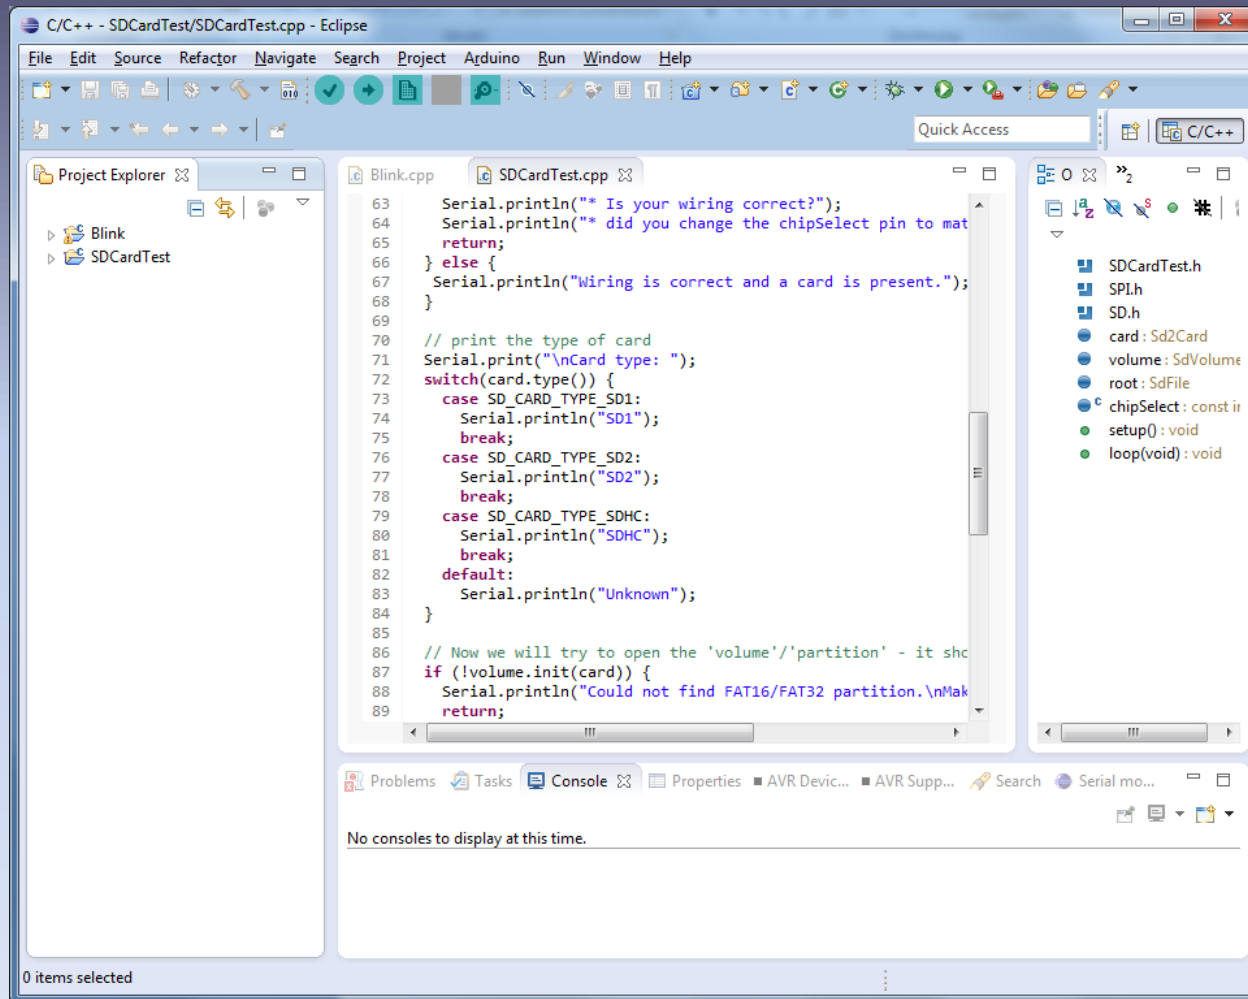 C/C++ - SDCardTest/SDCardTest.cpp - Eclipse
File Edit Source Refactor Navigate Search Project Arduino Run Window Help
Quick Access
C/C++
Project Explorer
Blink
SDCardTest
Blink.cpp
SDCardTest.cpp
63 Serial.println("* Is your wiring correct?");
64 Serial.println("* did you change the chipSelect pin to mat
65 return;
66 } else {
67 Serial.println("Wiring is correct and a card is present.");
68 }
69
70 // print the type of card
71 Serial.print("\nCard type: ");
72 switch(card.type()) {
73 case SD_CARD_TYPE_SD1:
74 Serial.println("SD1");
75 break;
76 case SD_CARD_TYPE_SD2:
77 Serial.println("SD2");
78 break;
79 case SD_CARD_TYPE_SDHC:
80 Serial.println("SDHC");
81 break;
82 default:
83 Serial.println("Unknown");
84 }
85
86 // Now we will try to open the 'volume'/'partition' - it sho
87 if (!volume.init(card)) {
88 Serial.println("Could not find FAT16/FAT32 partition.\nMak
89 return;
O
»2
SDCardTest.h
SPI.h
SD.h
card : Sd2Card
volume : SdVolume
root : SdFile
chipSelect : const in
setup() : void
loop(void) : void
Problems Tasks Console Properties AVR Devic... AVR Supp... Search Serial mo...
No consoles to display at this time.
0 items selected